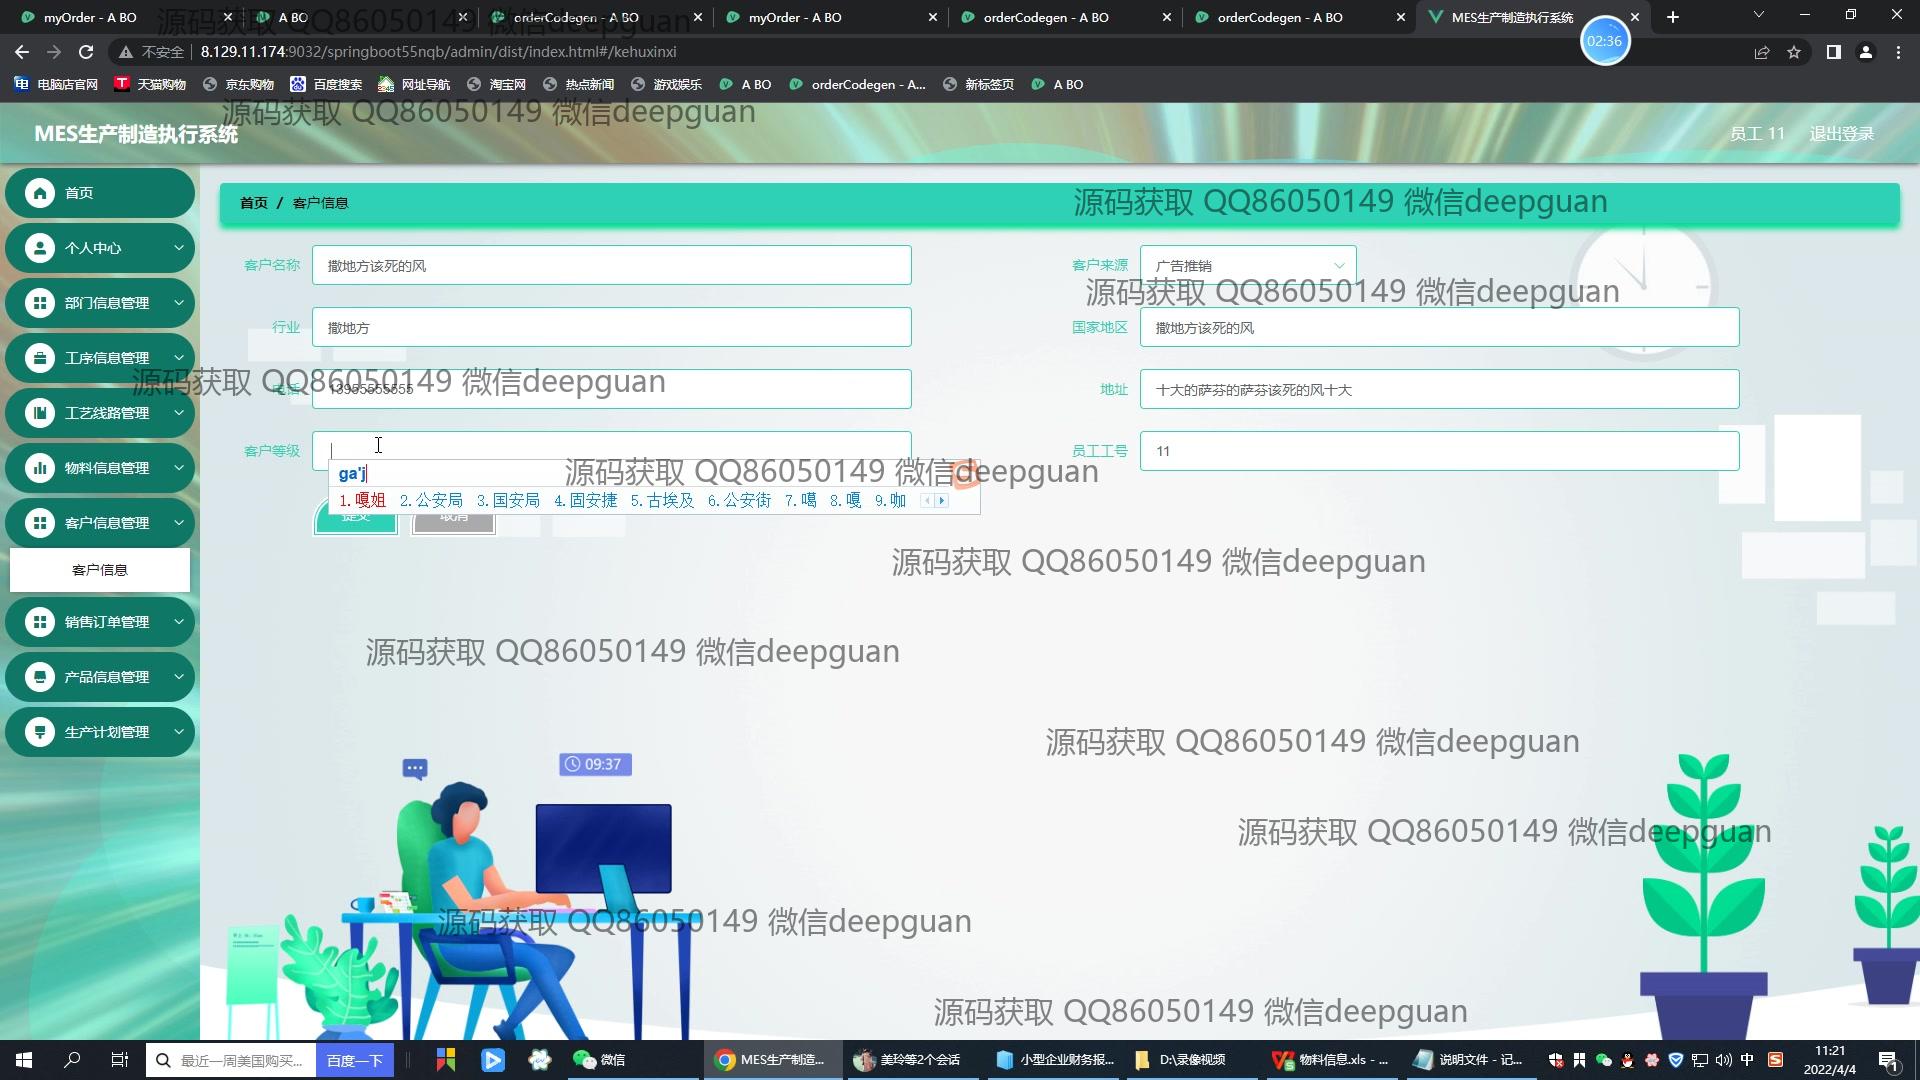 myOrder - A BO
A BO
orderCodegen - A BO
myOrder - A BO
orderCodegen - A BO
orderCodegen - A BO
MES生产制造执行系统
源码获取 QQ86050149 微信deepguan
02:36
不安全
8.129.11.174:9032/springboot55nqb/admin/dist/index.html#/kehuxinxi
电脑店官网
天猫购物
京东购物
百度搜索
网址导航
淘宝网
热点新闻
游戏娱乐
A BO
orderCodegen - A...
新标签页
A BO
源码获取 QQ86050149 微信deepguan
MES生产制造执行系统
员工 11
退出登录
首页
首页 / 客户信息
源码获取 QQ86050149 微信deepguan
个人中心
客户名称
撒地方该死的风
客户来源
广告推销
源码获取 QQ86050149 微信deepguan
部门信息管理
行业
撒地方
国家地区
撒地方该死的风
工序信息管理
源码获取 QQ86050149 微信deepguan
电话
13955555555
地址
十大的萨芬的萨芬该死的风十大
工艺线路管理
客户等级
员工工号
11
物料信息管理
ga'j
源码获取 QQ86050149 微信deepguan
1.嘎姐 2.公安局 3.国安局 4.固安捷 5.古埃及 6.公安街 7.噶 8.嘎 9.咖
提交
取消
客户信息管理
客户信息
源码获取 QQ86050149 微信deepguan
销售订单管理
源码获取 QQ86050149 微信deepguan
产品信息管理
生产计划管理
源码获取 QQ86050149 微信deepguan
09:37
源码获取 QQ86050149 微信deepguan
源码获取 QQ86050149 微信deepguan
源码获取 QQ86050149 微信deepguan
最近一周美国购买...
百度一下
微信
MES生产制造...
美玲等2个会话
小型企业财务报...
D:\录像视频
物料信息.xls - ...
说明文件 - 记...
中
11:21
2022/4/4
1